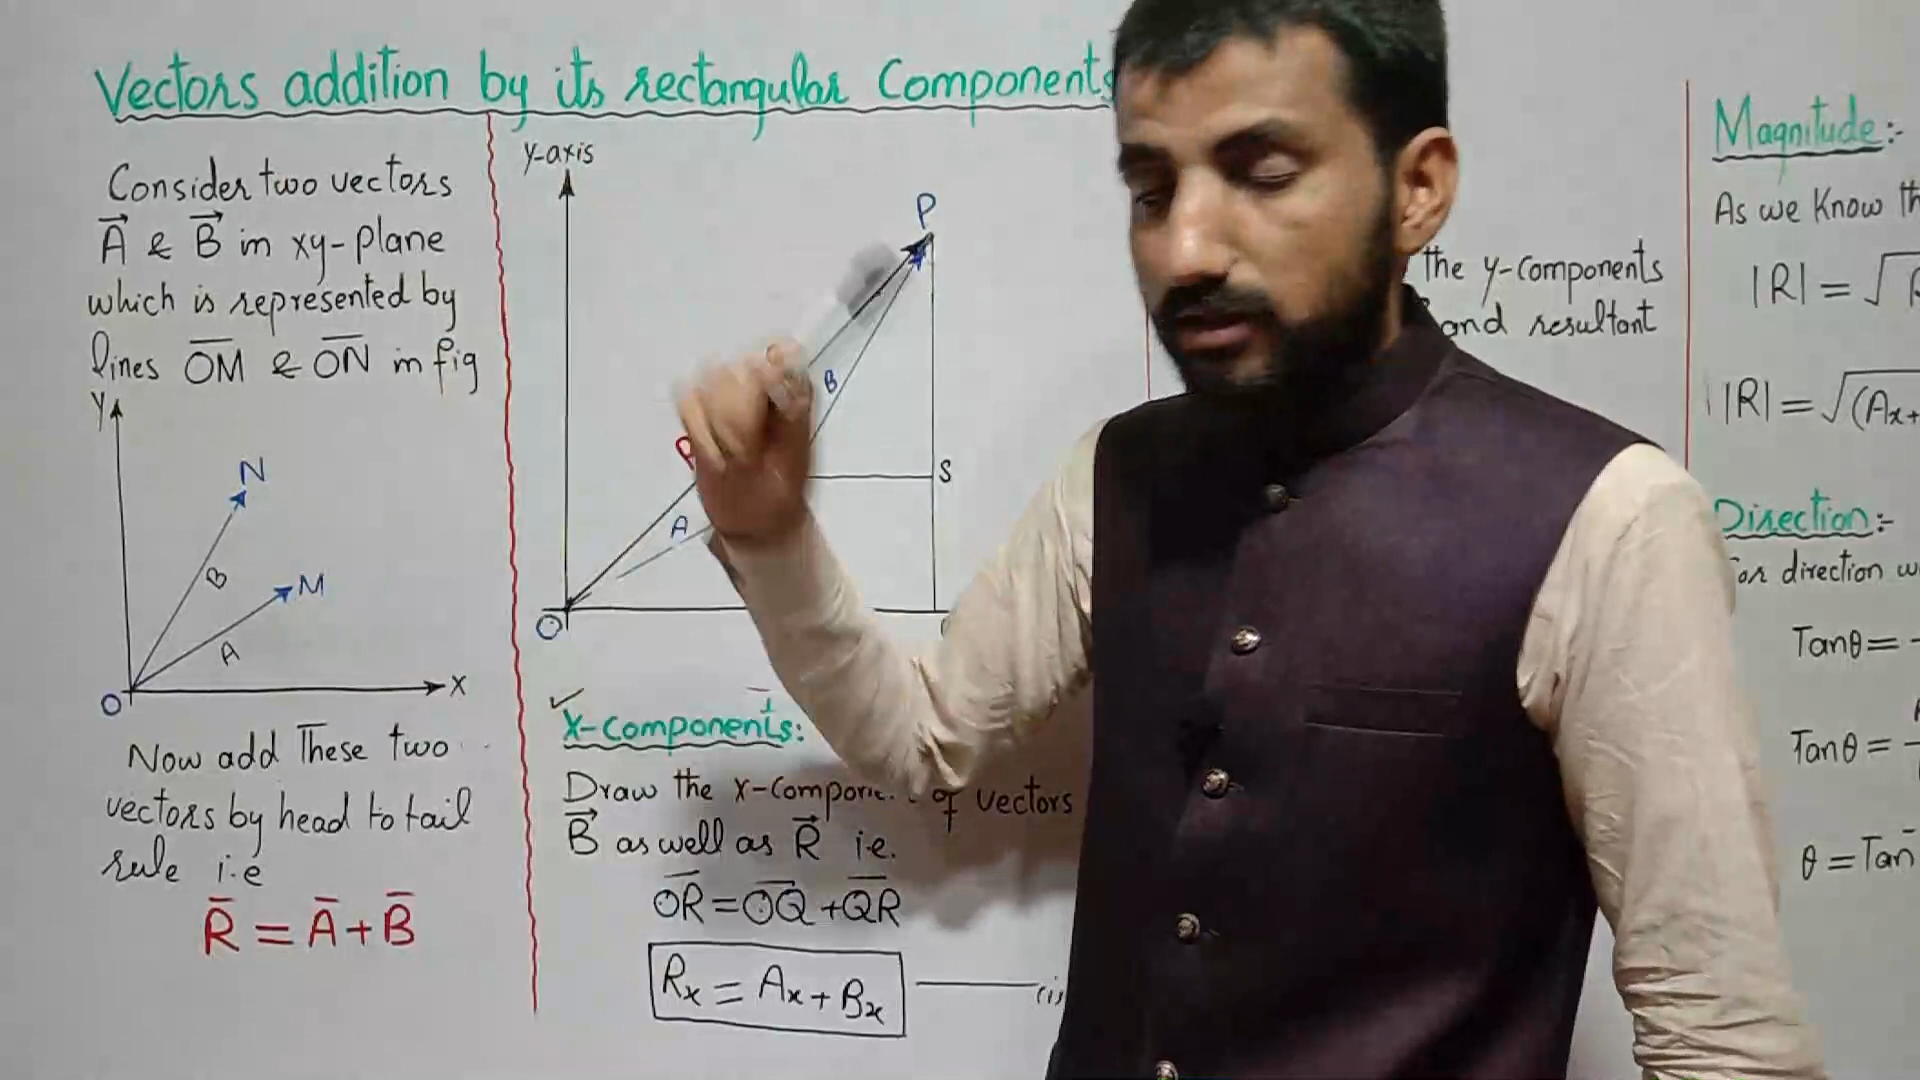 Vectors addition by its rectangular Components
Consider two vectors
A & B in xy-plane
which is represented by
lines OM & ON in fig
Y
N
B
M
A
O
X
Now add These two
vectors by head to tail
rule i.e
R = A + B
y-axis
P
B
S
A
O
X-Components:
Draw the x-compon of vectors
B as well as R i.e.
OR = OQ + QR
Rx = Ax + Bx
the y-components
and resultant
Magnitude:-
As we Know
|R| = √
|R| = √(Ax+
Direction:-
direction
Tanθ =
Tanθ =
θ = Tan